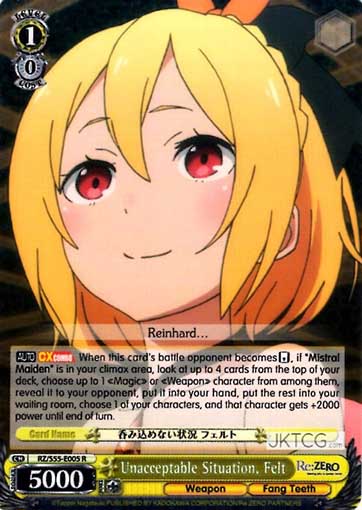 1
0
Reinhard...
AUTO CX COMBO When this card's battle opponent becomes [ ], if "Mistral
Maiden" is in your climax area, look at up to 4 cards from the top of your
deck, choose up to 1 «Magic» or «Weapon» character from among them,
reveal it to your opponent, put it into your hand, put the rest into your
waiting room, choose 1 of your characters, and that character gets +2000
power until end of turn.
Card Name 呑み込めない状況 フェルト
UKTCG.com
CH RZ/S55-E005 R Unacceptable Situation, Felt Re:ZERO
5000 Weapon Fang Teeth